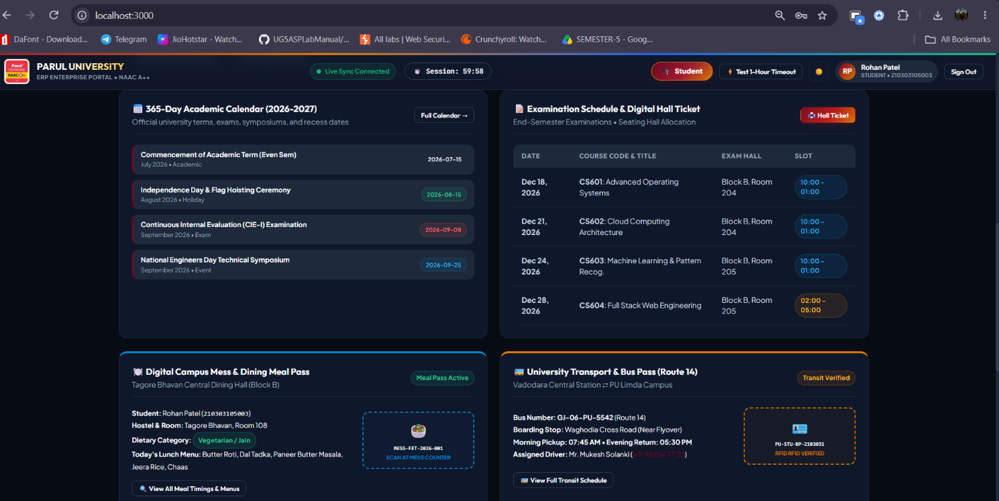 localhost:3000
DaFont - Download...
Telegram
JioHotstar - Watch...
UG5ASPLabManual/...
All labs | Web Securi...
Crunchyroll: Watch...
SEMESTER-5 - Goog...
All Bookmarks
PARUL UNIVERSITY
ERP ENTERPRISE PORTAL • NAAC A++
Live Sync Connected
Session: 59:58
Student
Test 1-Hour Timeout
RP
Rohan Patel
STUDENT • 210303105003
Sign Out
365-Day Academic Calendar (2026-2027)
Official university terms, exams, symposiums, and recess dates
Full Calendar →
Commencement of Academic Term (Even Sem)
July 2026 • Academic
2026-07-15
Independence Day & Flag Hoisting Ceremony
August 2026 • Holiday
2026-08-15
Continuous Internal Evaluation (CIE-I) Examination
September 2026 • Exam
2026-09-08
National Engineers Day Technical Symposium
September 2026 • Event
2026-09-25
Examination Schedule & Digital Hall Ticket
End-Semester Examinations • Seating Hall Allocation
Hall Ticket
DATE COURSE CODE & TITLE EXAM HALL SLOT
Dec 18, CS601: Advanced Operating Block B, Room 10:00 -
2026 Systems 204 01:00
Dec 21, CS602: Cloud Computing Block B, Room 10:00 -
2026 Architecture 204 01:00
Dec 24, CS603: Machine Learning & Pattern Block B, Room 10:00 -
2026 Recog. 205 01:00
Dec 28, CS604: Full Stack Web Engineering Block B, Room 02:00 -
2026 205 05:00
Digital Campus Mess & Dining Meal Pass
Tagore Bhavan Central Dining Hall (Block B)
Meal Pass Active
Student: Rohan Patel (210303105003)
Hostel & Room: Tagore Bhavan, Room 108
Dietary Category: Vegetarian / Jain
Today's Lunch Menu: Butter Roti, Dal Tadka, Paneer Butter Masala,
Jeera Rice, Chaas
MESS-FET-2026-001
SCAN AT MESS COUNTER
View All Meal Timings & Menus
University Transport & Bus Pass (Route 14)
Vadodara Central Station ⇄ PU Limda Campus
Transit Verified
Bus Number: GJ-06-PU-5542 (Route 14)
Boarding Stop: Waghodia Cross Road (Near Flyover)
Morning Pickup: 07:45 AM • Evening Return: 05:30 PM
Assigned Driver: Mr. Mukesh Solanki (
PU-STU-BP-2103031
RFID RFID VERIFIED
View Full Transit Schedule